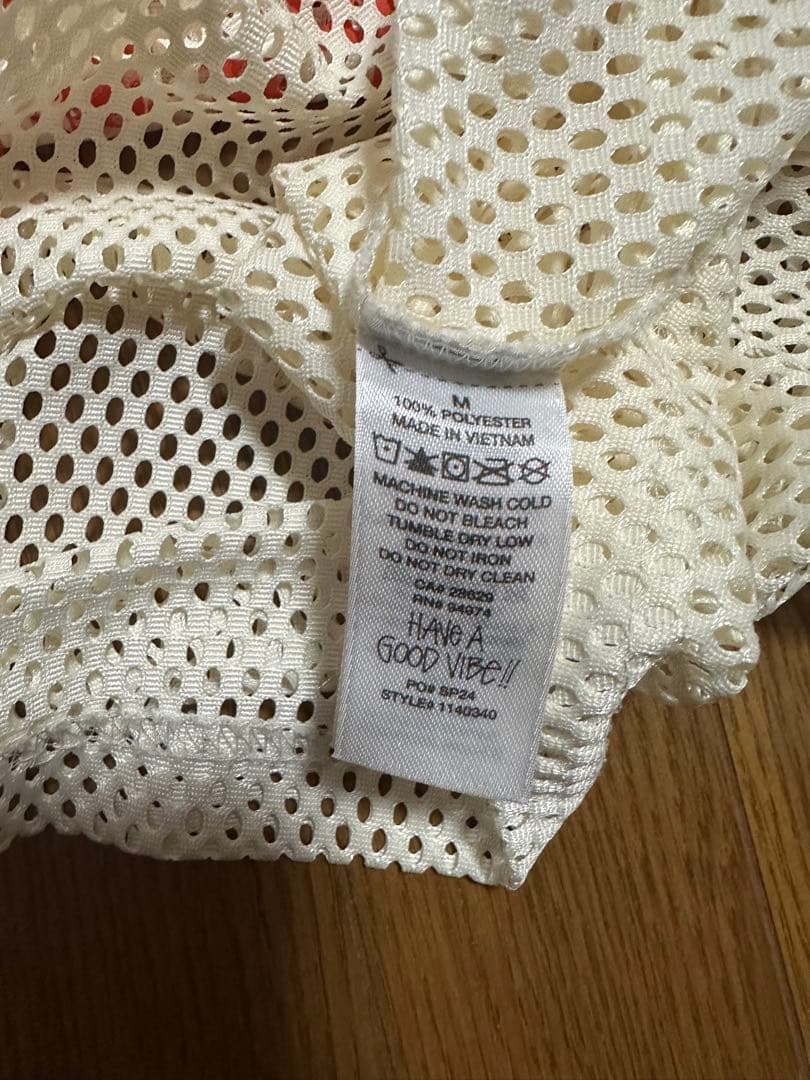 M
100% POLYESTER
MADE IN VIETNAM
MACHINE WASH COLD
DO NOT BLEACH
TUMBLE DRY LOW
DO NOT IRON
DO NOT DRY CLEAN
CA# 28629
RN# 94974
HAVE A
GOOD VIBE!!
PO# SP24
STYLE# 1140340